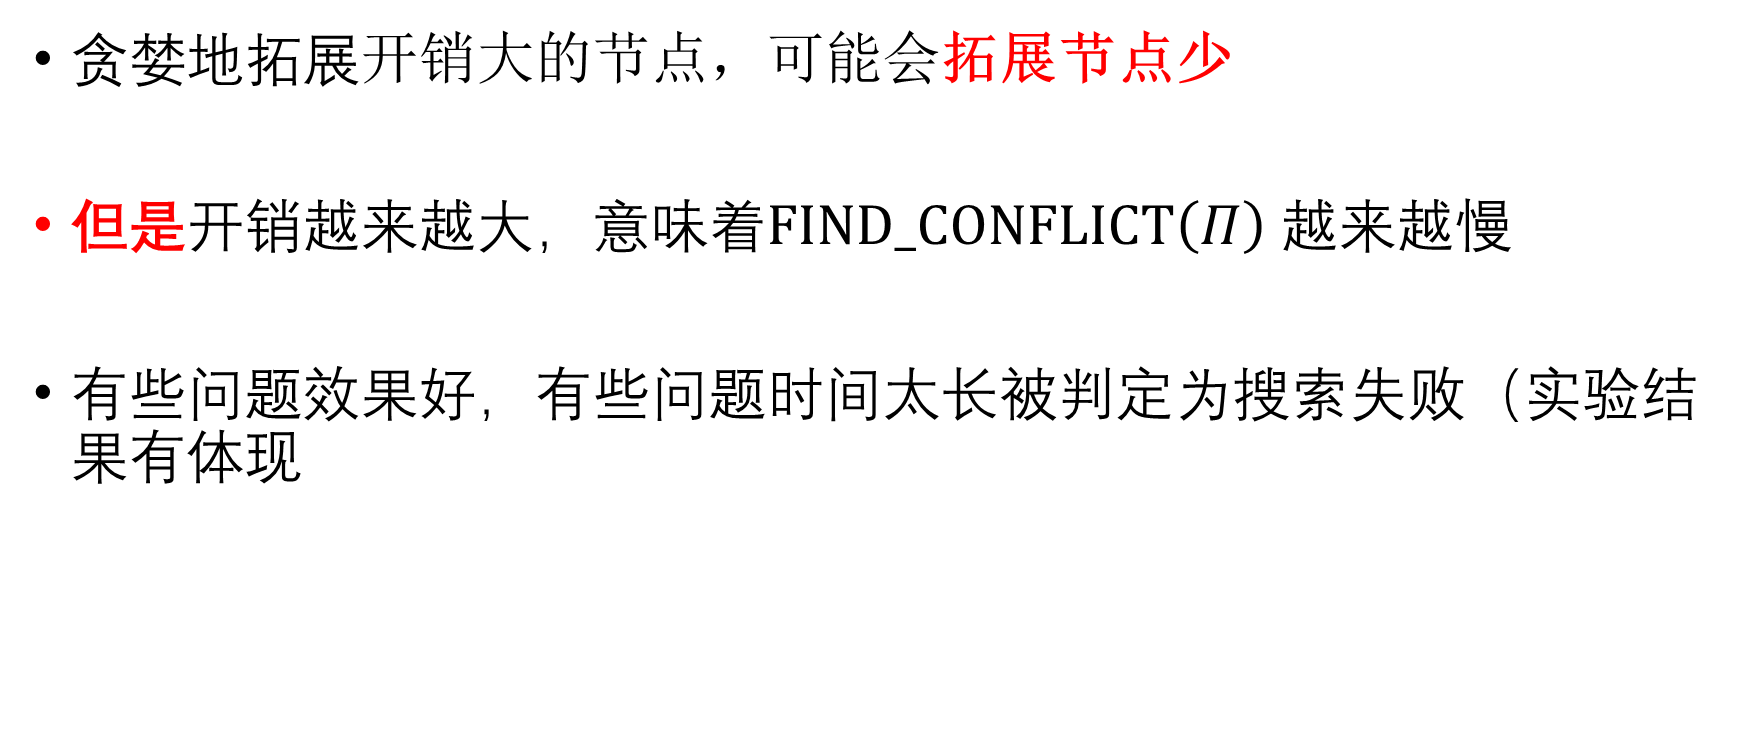 • 贪婪地拓展开销大的节点，可能会拓展节点少
• 但是开销越来越大，意味着FIND_CONFLICT(𝛱) 越来越慢
• 有些问题效果好，有些问题时间太长被判定为搜索失败（实验结
果有体现